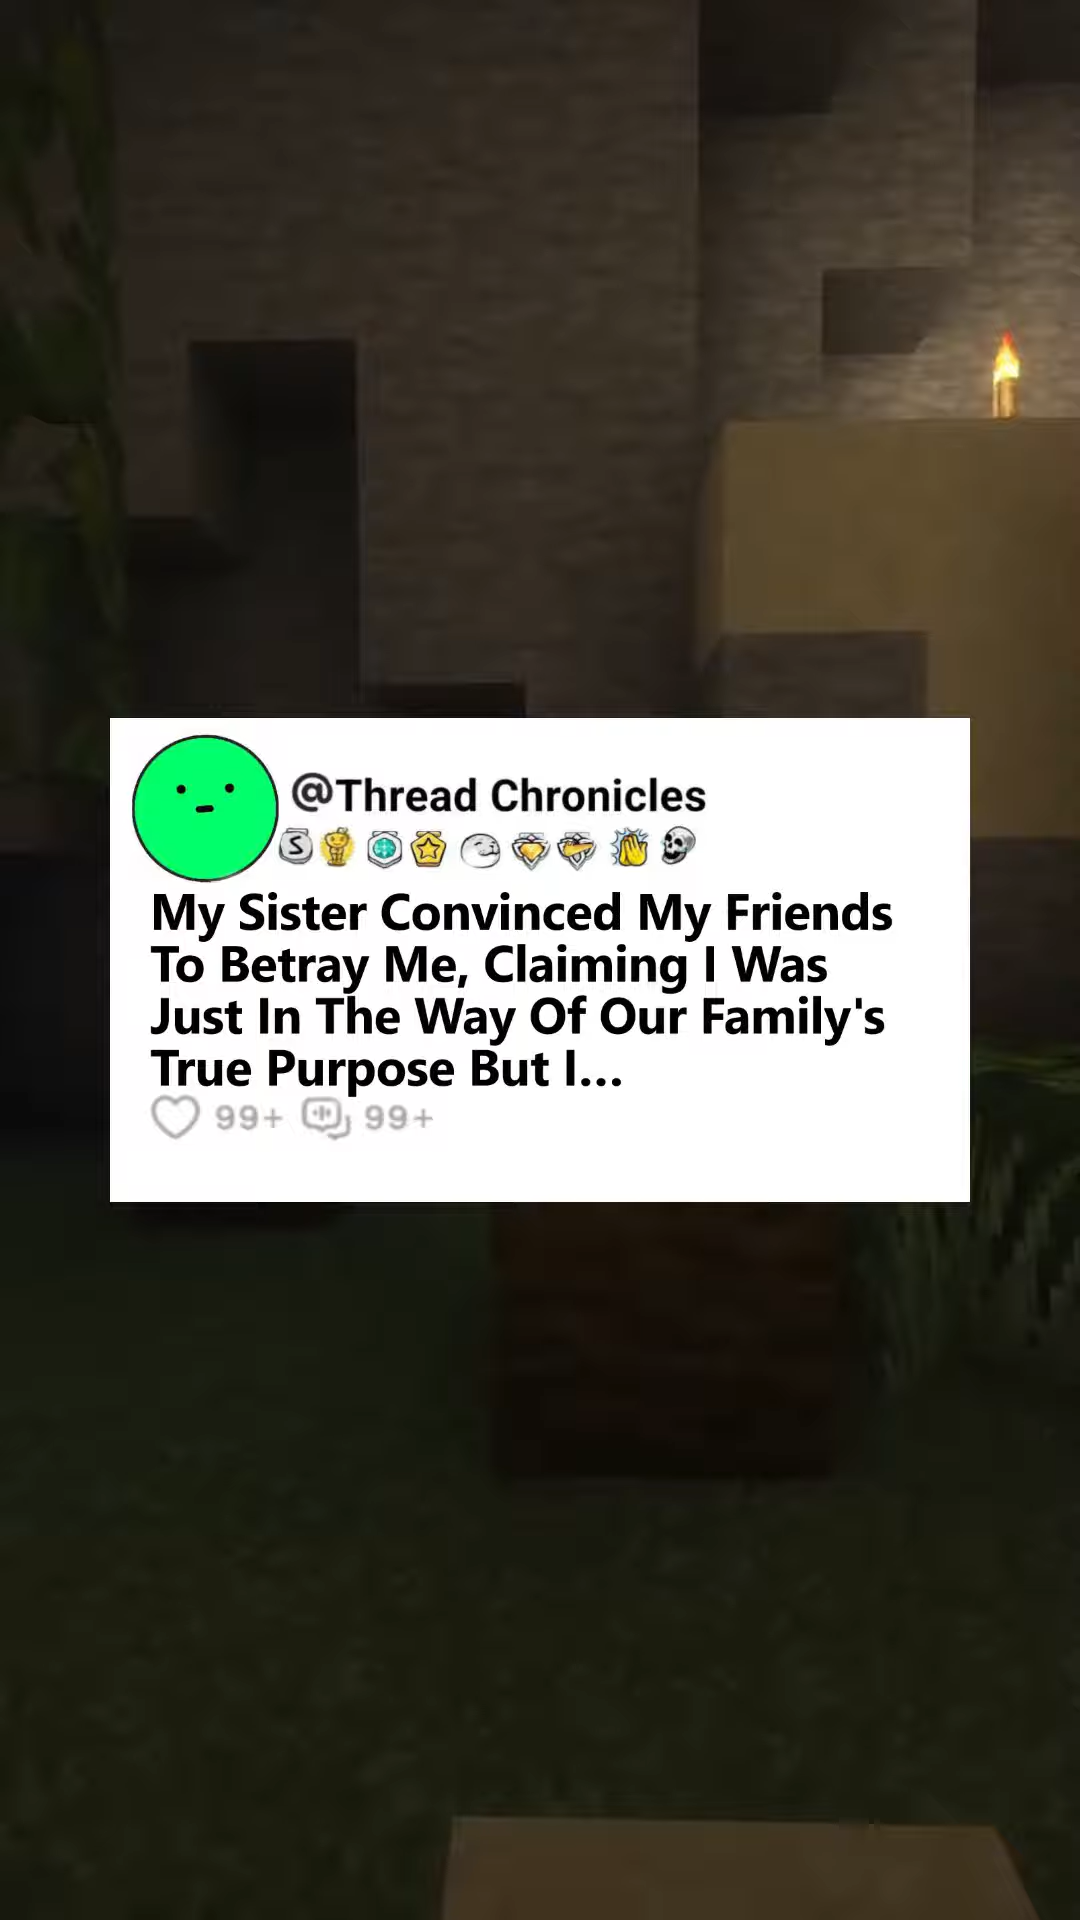 @Thread Chronicles
S
My Sister Convinced My Friends
To Betray Me, Claiming I Was
Just In The Way Of Our Family's
True Purpose But I...
99+ 99+